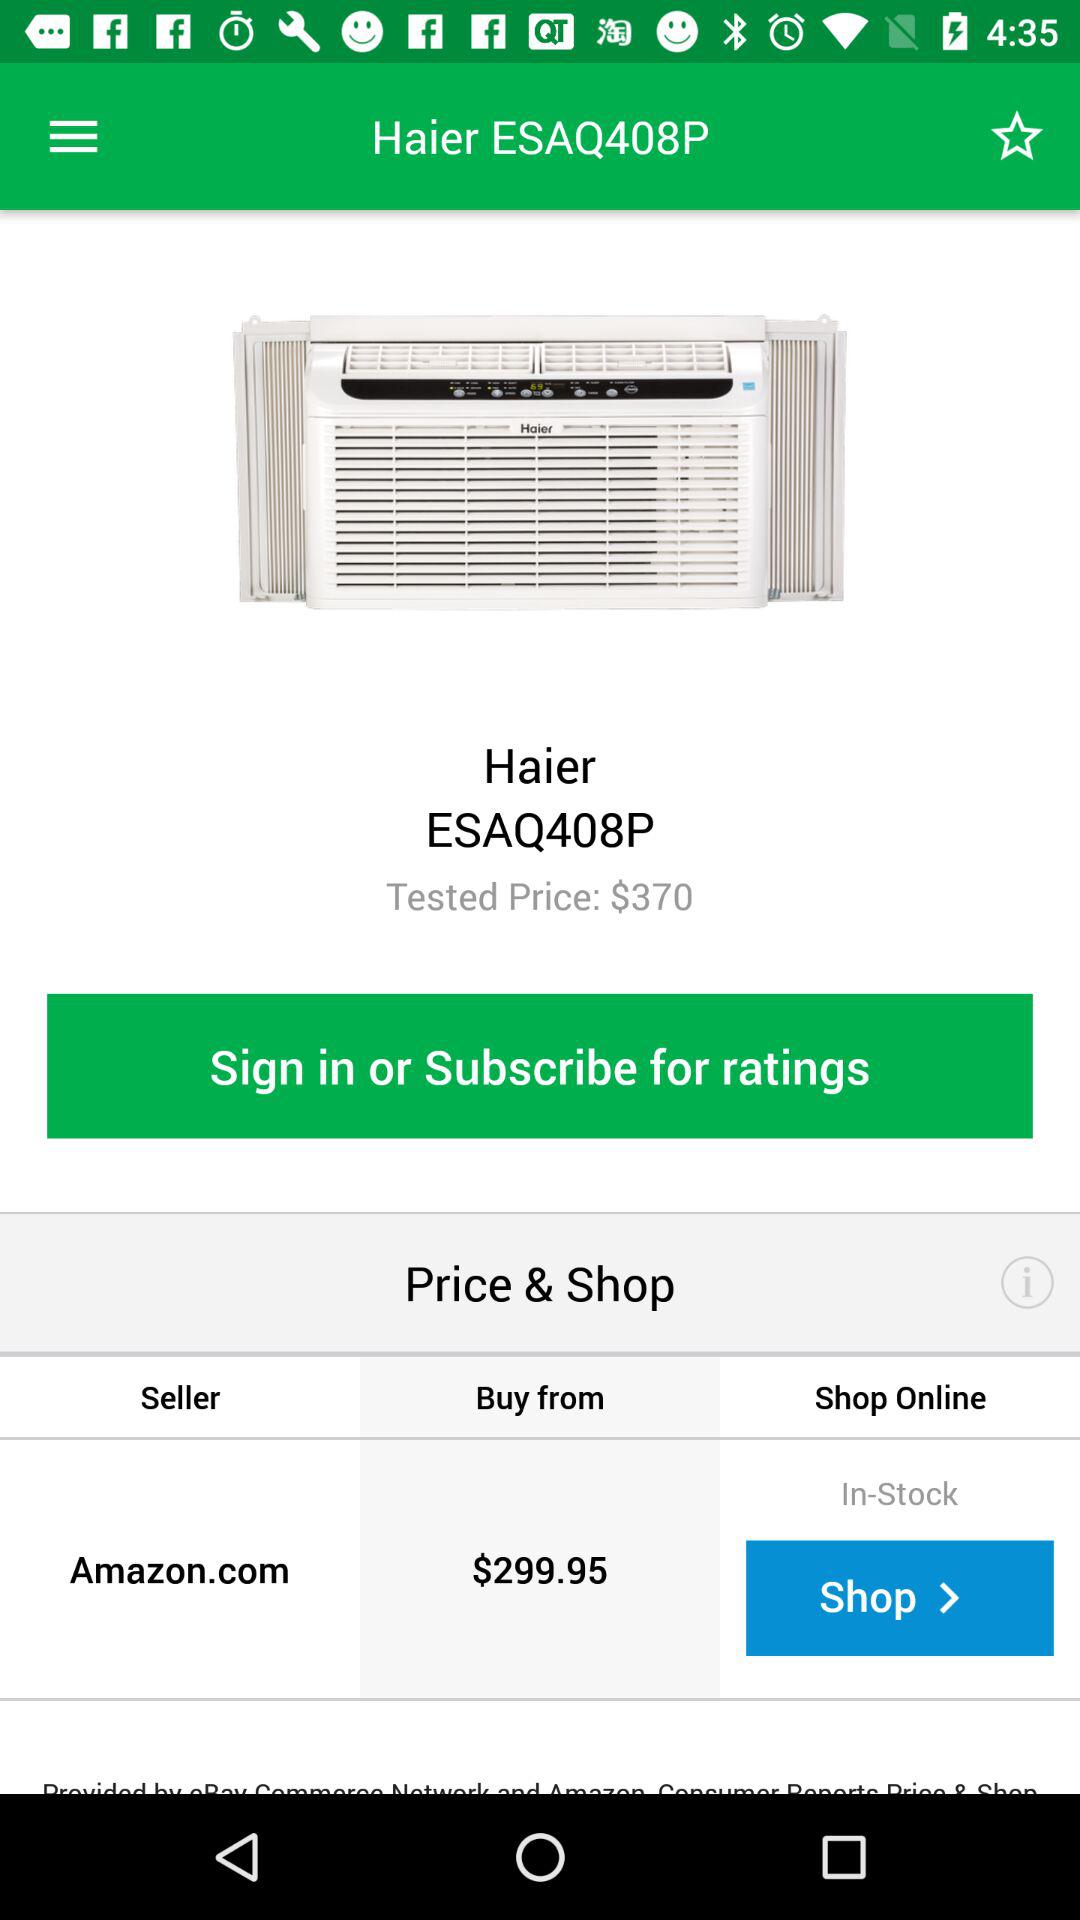 4:35
Haier ESAQ408P
69
Haier
Haier
ESAQ408P
Tested Price: $370
Sign in or Subscribe for ratings
Price & Shop
Seller Buy from Shop Online
In-Stock
Amazon.com $299.95
Shop
Provided by eBay Commerce Network and Amazon. Consumer Reports Price & Shop